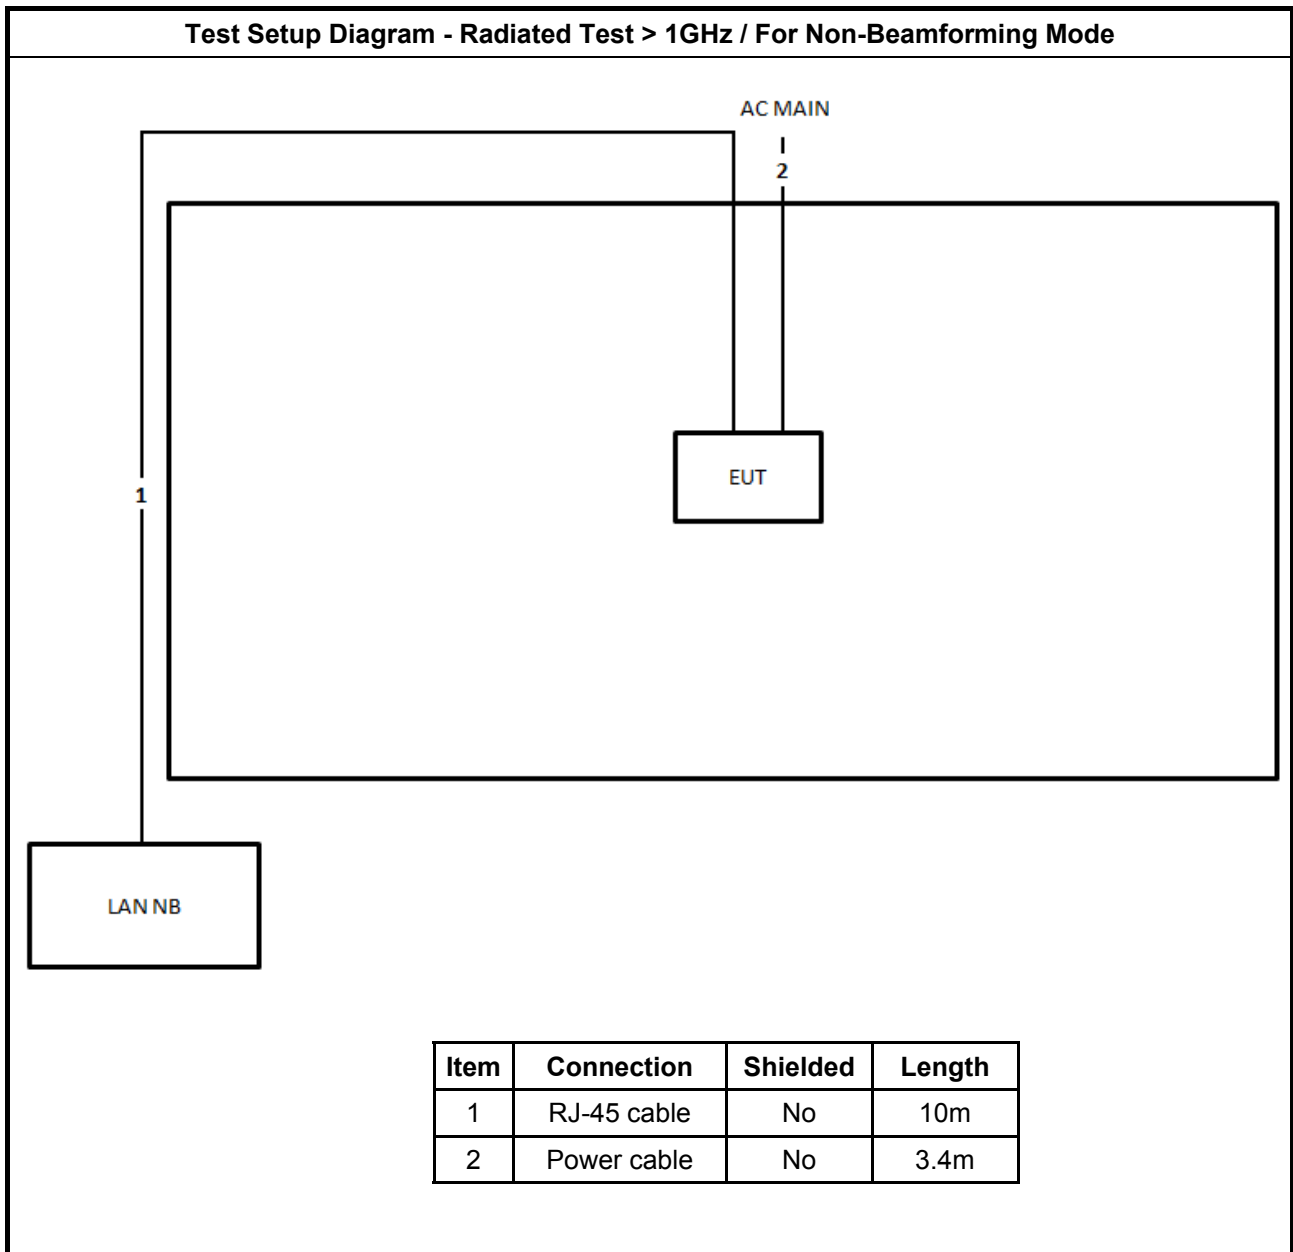 Test Setup Diagram - Radiated Test > 1GHz / For Non-Beamforming Mode
AC MAIN
2
EUT
1
LAN NB
Item Connection Shielded Length
1 RJ-45 cable No 10m
2 Power cable No 3.4m